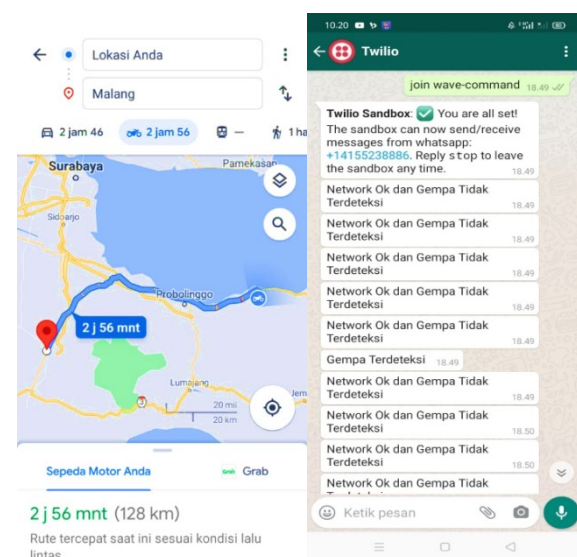 Lokasi Anda
Malang
2 jam 46
2 jam 56
—
1 ha
Surabaya
Pamekasan
Sidoarjo
Probolinggo
2 j 56 mnt
Lumajang
Jem
20 mil
20 km
Sepeda Motor Anda
Grab
2 j 56 mnt (128 km)
Rute tercepat saat ini sesuai kondisi lalu
lintas
10.20
Twilio
join wave-command 18.49
Twilio Sandbox: ✅ You are all set!
The sandbox can now send/receive
messages from whatsapp:
+14155238886. Reply stop to leave
the sandbox any time. 18.49
Network Ok dan Gempa Tidak
Terdeteksi 18.49
Network Ok dan Gempa Tidak
Terdeteksi 18.49
Network Ok dan Gempa Tidak
Terdeteksi 18.49
Network Ok dan Gempa Tidak
Terdeteksi 18.49
Network Ok dan Gempa Tidak
Terdeteksi 18.49
Gempa Terdeteksi 18.49
Network Ok dan Gempa Tidak
Terdeteksi 18.49
Network Ok dan Gempa Tidak
Terdeteksi 18.50
Network Ok dan Gempa Tidak
Terdeteksi 18.50
Network Ok dan Gempa Tidak
Ketik pesan